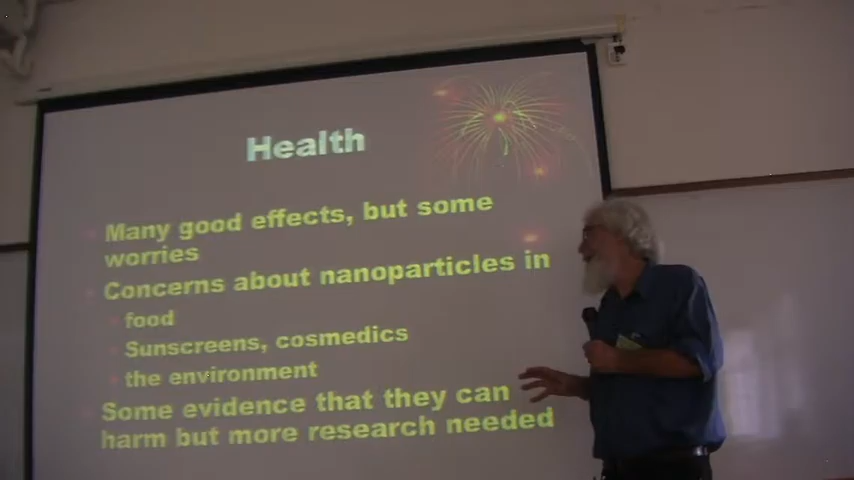 Health
Many good effects, but some
worries
Concerns about nanoparticles in
food
Sunscreens, cosmedics
the environment
Some evidence that they can
harm but more research needed